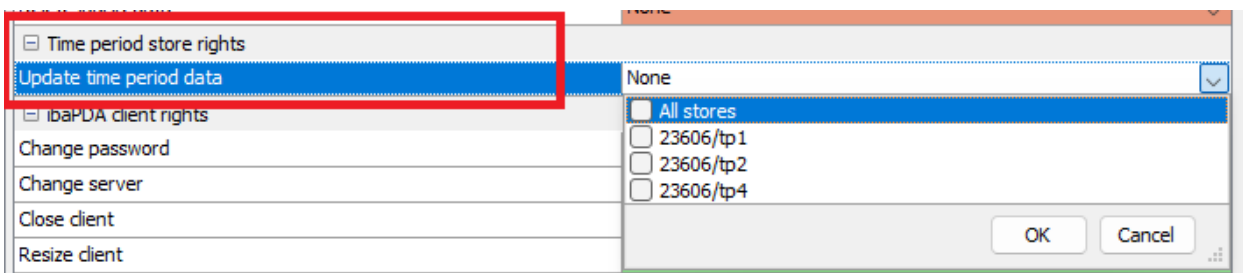 None
Time period store rights
Update time period data
None
All stores
ibaPDA client rights
23606/tp1
Change password
23606/tp2
Change server
23606/tp4
Close client
OK
Cancel
Resize client